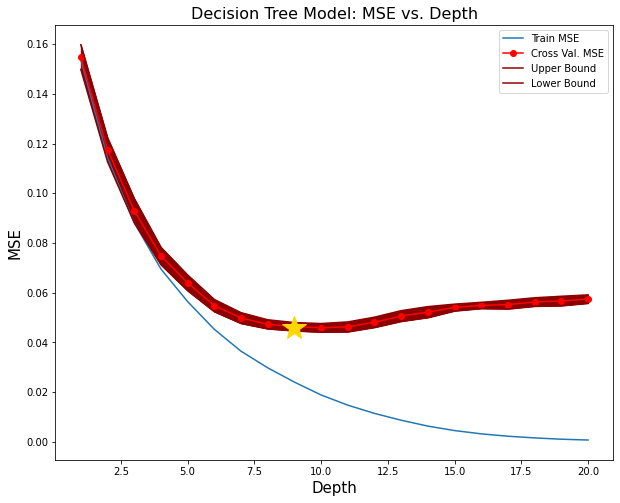 Decision Tree Model: MSE vs. Depth
Train MSE
Cross Val. MSE
Upper Bound
Lower Bound
MSE
0.16
0.14
0.12
0.10
0.08
0.06
0.04
0.02
0.00
2.5 5.0 7.5 10.0 12.5 15.0 17.5 20.0
Depth